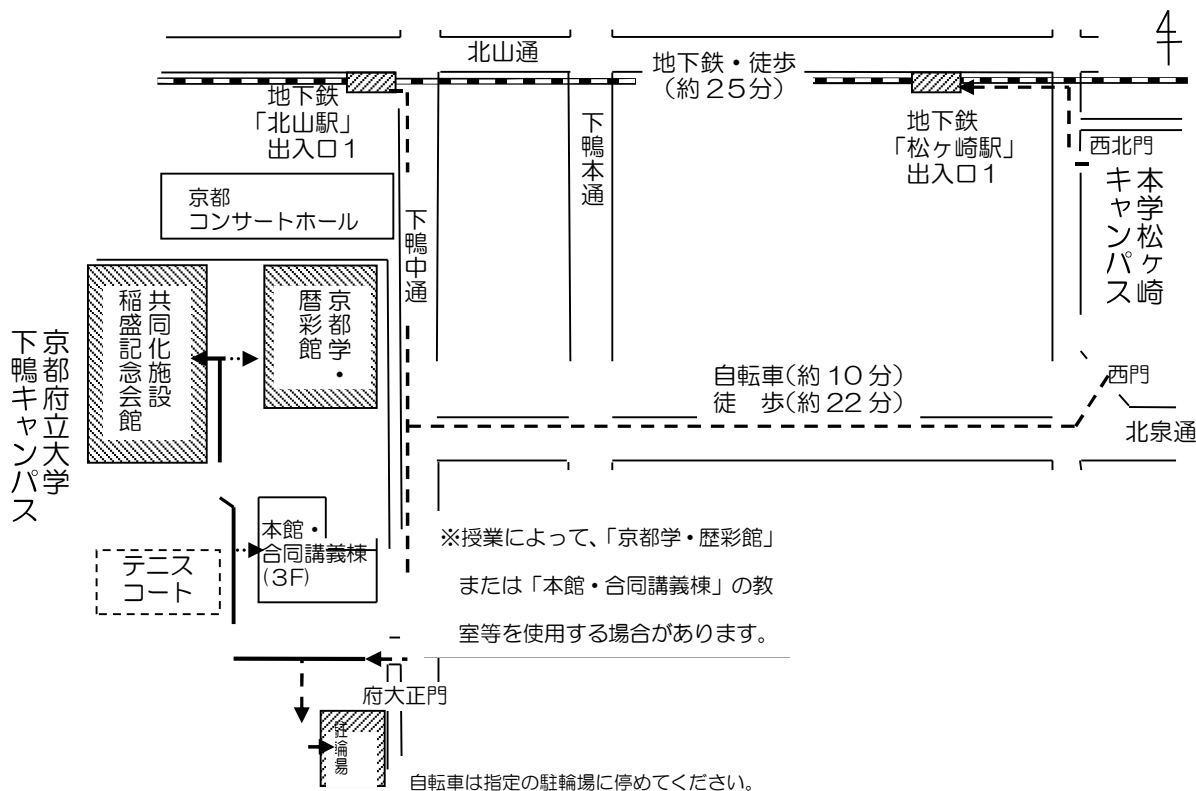 北山通
地下鉄・徒歩
(約25分)
地下鉄
「北山駅」
出入口1
下鴨本通
地下鉄
「松ヶ崎駅」
出入口1
西北門
本学松ヶ崎
キャンパス
京都
コンサートホール
下鴨中通
共同化施設
稲盛記念会館
京都学・
暦彩館
京都府立大学
下鴨キャンパス
自転車(約10分)
徒 歩(約22分)
西門
北泉通
本館・
合同講義棟
(3F)
テニス
コート
※授業によって、「京都学・歴彩館」
または「本館・合同講義棟」の教
室等を使用する場合があります。
府大正門
自転車は指定の駐輪場に停めてください。